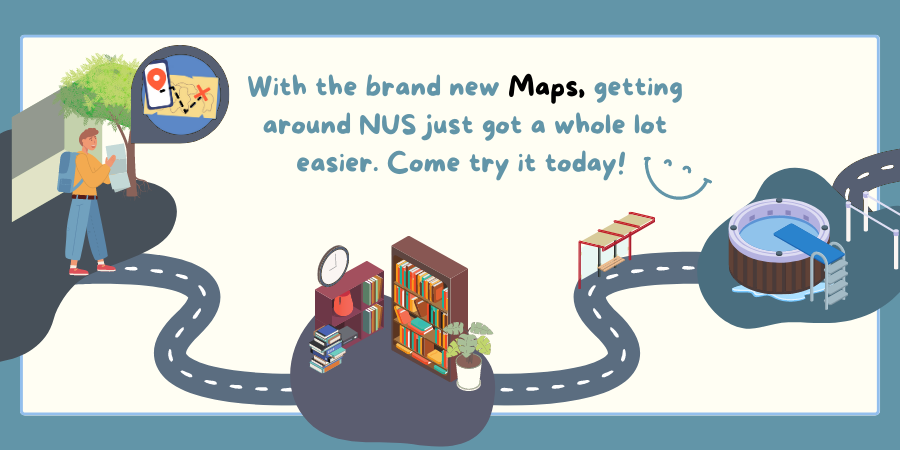 With the brand new Maps, getting
around NUS just got a whole lot
easier. Come try it today!